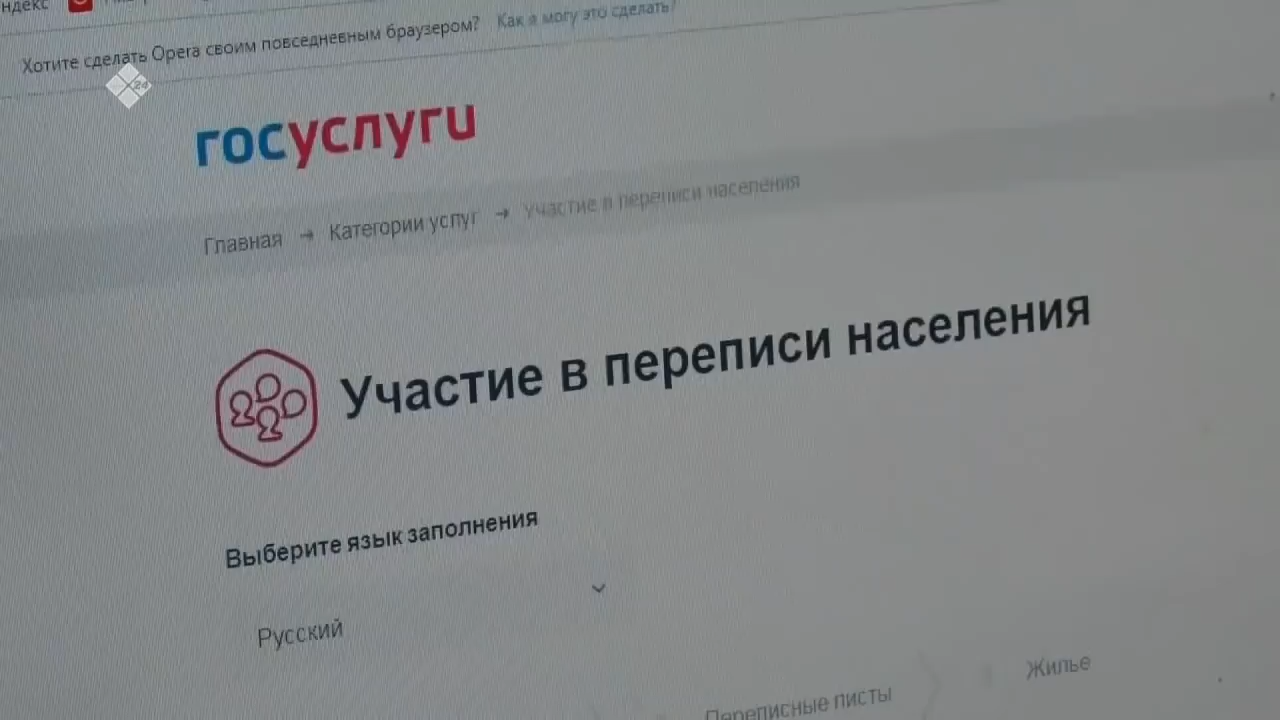 ндекс
Хотите сделать Opera своим повседневным браузером? Как я могу это сделать?
24
госуслуги
Главная → Категории услуг → Участие в переписи населения
Участие в переписи населения
Выберите язык заполнения
Русский
Переписные листы
Жилье